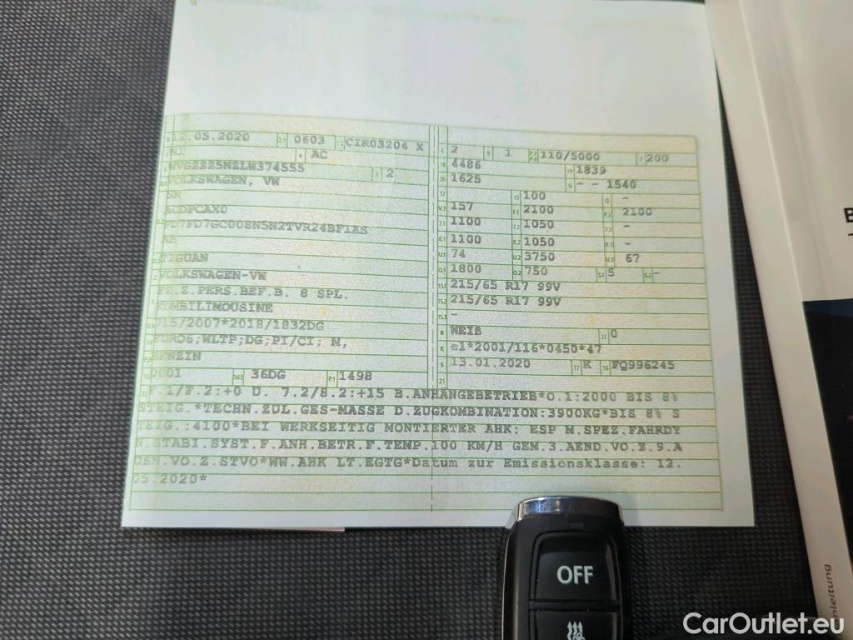 12.05.2020 0603 CIR03204 X
AC
WVGZZZ5NZLW374555 2
VOLKSWAGEN, VW
5N
ACDPCAX0
AZ
TIGUAN
VOLKSWAGEN-VW
FZ.Z.PERS.BEF.B. 8 SPL.
KOMBILIMOUSINE
715/2007*2018/1832DG
EURO6;WLTP;DG;PI/CI; M,
BENZIN
0001 36DG 1498
2 1 110/5000 200
4486 1839
1625 - - 1540
100 -
157 2100 2100
1100 1050 -
1100 1050 -
74 3750 67
1800 750 5 -
215/65 R17 99V
215/65 R17 99V
-
WEIß 0
e1*2001/116*0450*47
13.01.2020 K FQ996245
21
F.1/F.2:+0 U. 7.2/8.2:+15 B.ANHÄNGEBETRIEB*O.1:2000 BIS 8%
STEIG.*TECHN.ZUL.GES-MASSE D.ZUGKOMBINATION:3900KG*BIS 8% S
TEIG.:4100*BEI WERKSEITIG MONTIERTER AHK: ESP M.SPEZ.FAHRDY
N.STABI.SYST.F.ANH.BETR.F.TEMP.100 KM/H GEM.3.AEND.VO.Z.9.A
USN.VO.Z.STVO*WW.AHK LT.EGTG*Datum zur Emissionsklasse: 12.
05.2020*
OFF
B
nleitung
CarOutlet.eu